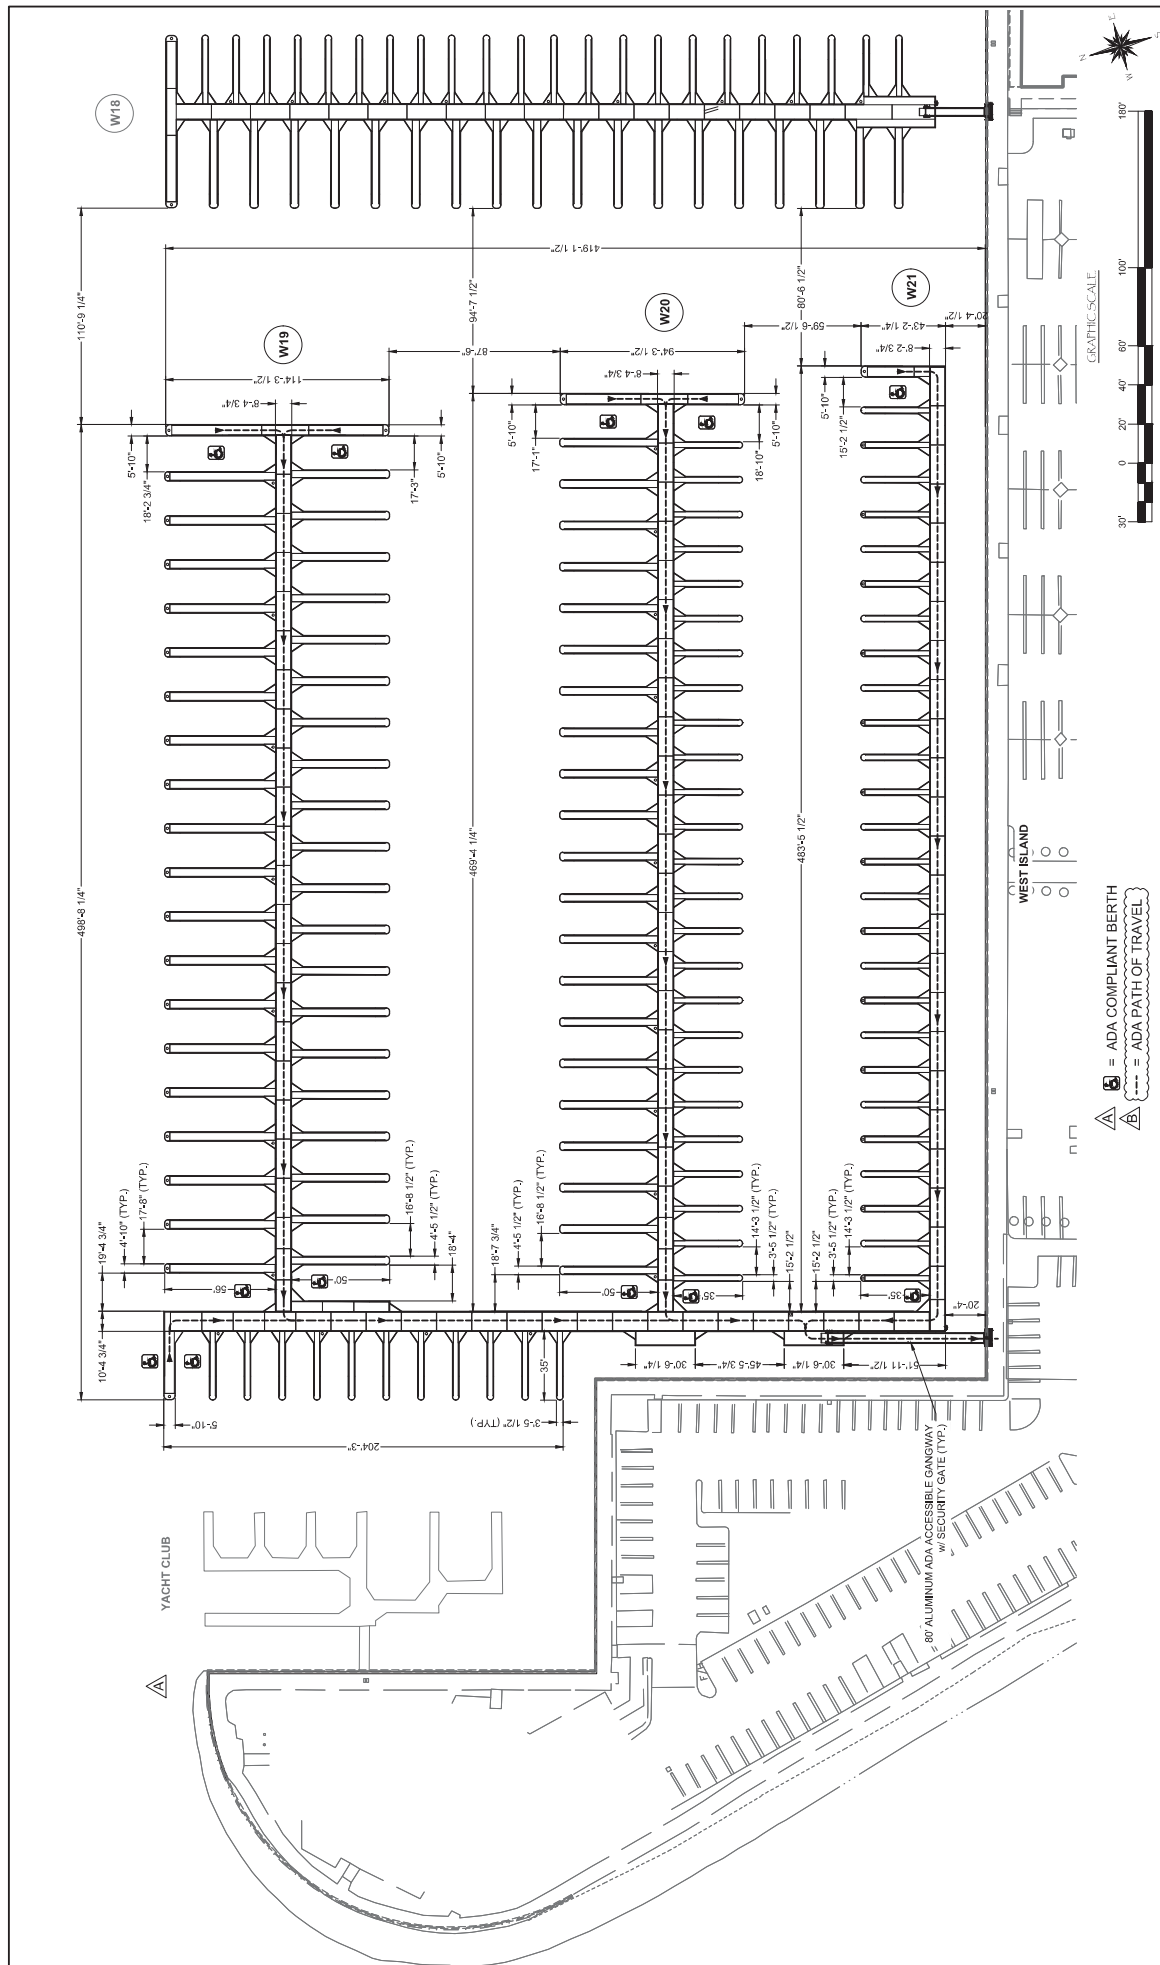 W18
110'-9 1/4"
94'-7 1/2"
80'-6 1/2"
419'-1 1/2"
W19
W20
W21
114'-3 1/2"
8'-4 3/4"
87'-6"
94'-3 1/2"
8'-4 3/4"
59'-6 1/2"
43'-2 1/4"
8'-2 3/4"
20'-4 1/2"
5'-10"
18'-2 3/4"
17'-3"
5'-10"
5'-10"
17'-1"
18'-10"
5'-10"
5'-10"
15'-2 1/2"
498'-8 1/4"
469'-4 1/4"
483'-5 1/2"
19'-4 3/4"
4'-10" (TYP.)
17'-8" (TYP.)
16'-8 1/2" (TYP.)
4'-5 1/2" (TYP.)
18'-4"
18'-7 3/4"
4'-5 1/2" (TYP.)
16'-8 1/2" (TYP.)
14'-3 1/2" (TYP.)
3'-5 1/2" (TYP.)
15'-2 1/2"
15'-2 1/2"
3'-5 1/2" (TYP.)
14'-3 1/2" (TYP.)
56'
50'
50'
35'
35'
20'-4"
10'-4 3/4"
5'-10"
204'-3"
3'-5 1/2" (TYP.)
35'
30'-6 1/4"
45'-5 3/4"
30'-6 1/4"
51'-11 1/2"
80' ALUMINUM ADA ACCESSIBLE GANGWAY
w/ SECURITY GATE (TYP.)
YACHT CLUB
A
WEST ISLAND
A = ADA COMPLIANT BERTH
B = ADA PATH OF TRAVEL
GRAPHIC SCALE
30' 0 20' 40' 60' 100' 180'
N
E
S
W